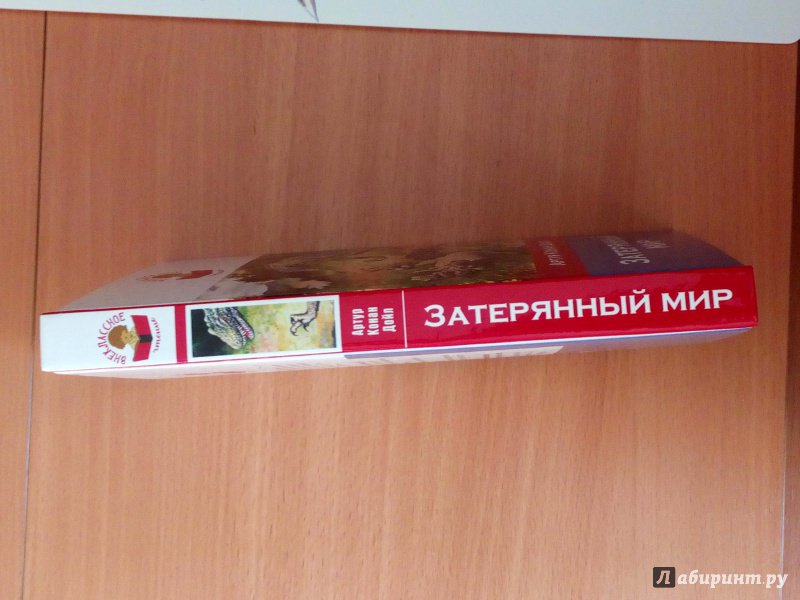 ВНЕКЛАССНОЕ
чтение
Артур
Конан
Дойл
ЗАТЕРЯННЫЙ МИР
Лабиринт.ру